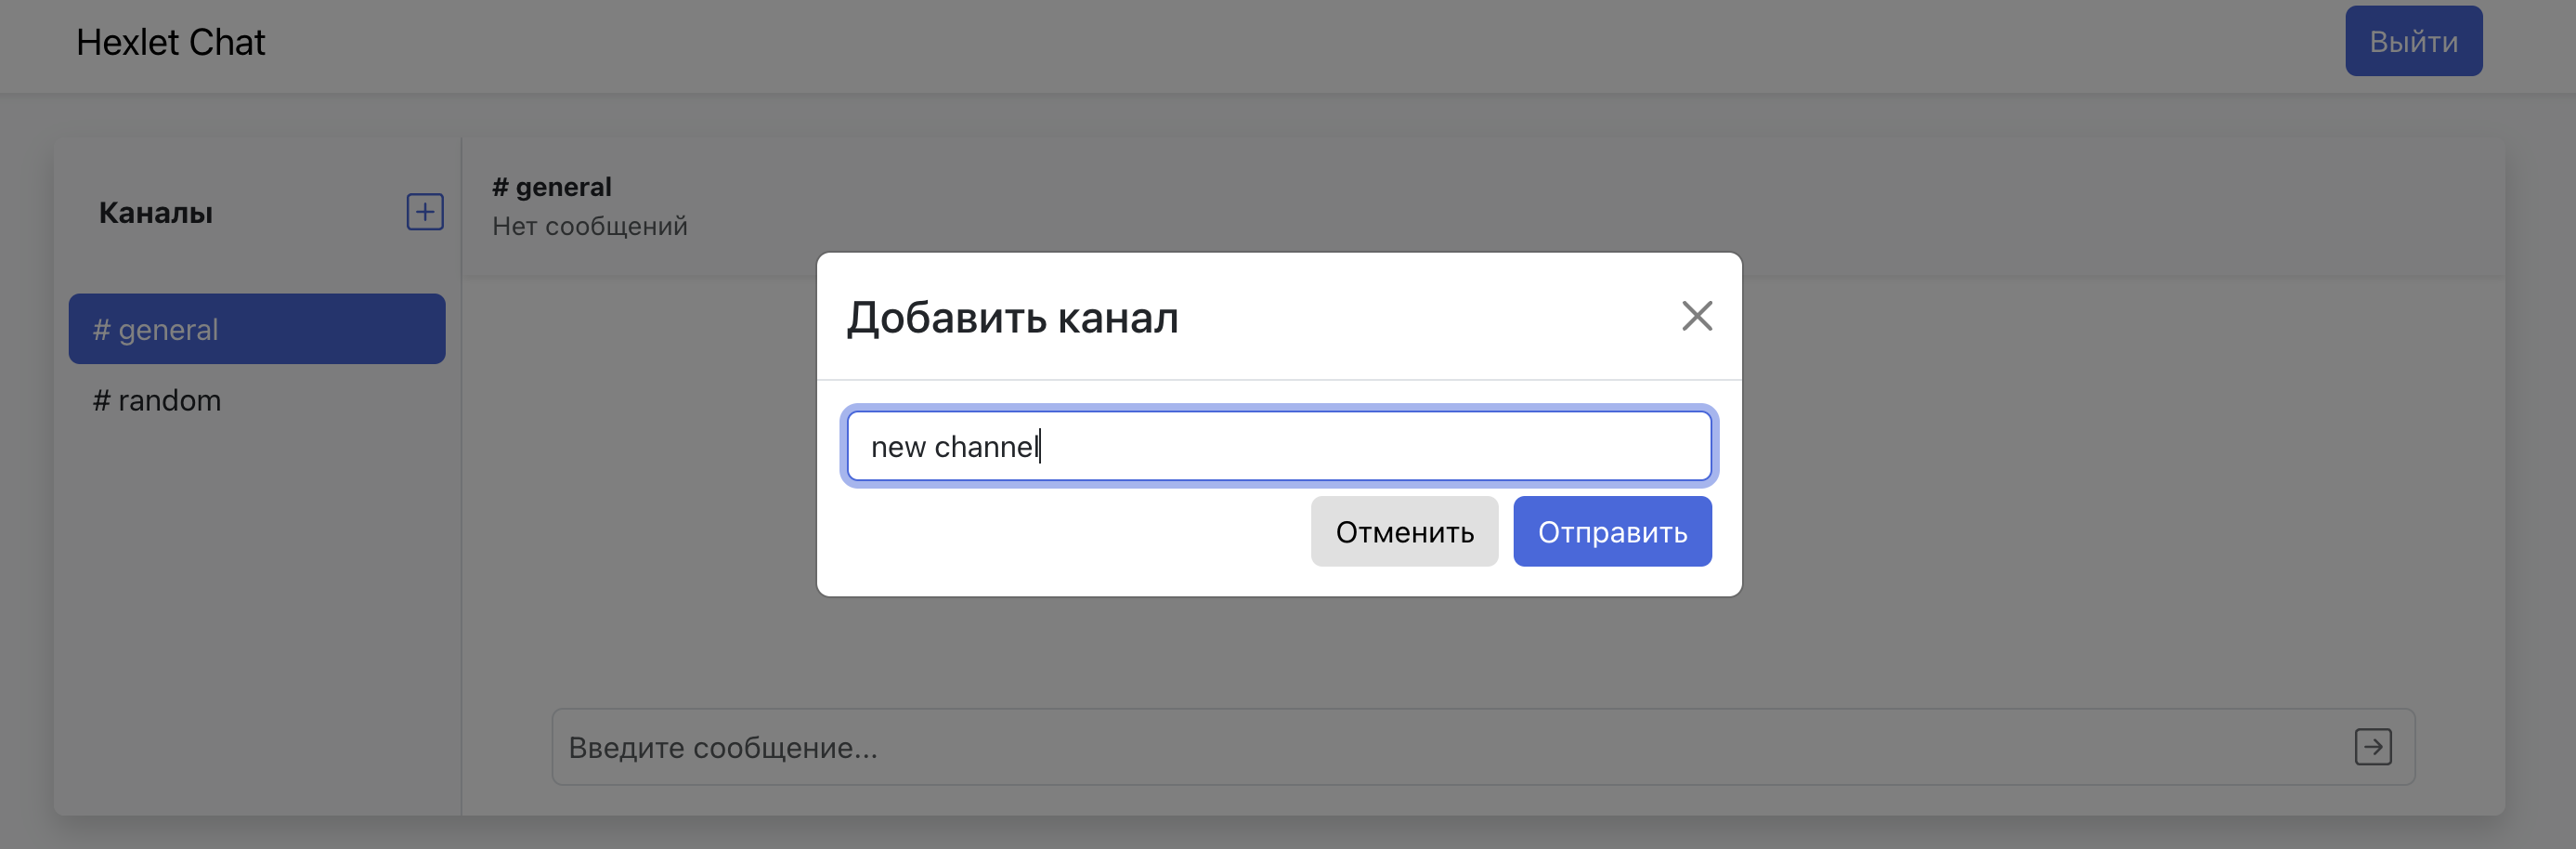 Hexlet Chat
Выйти
Каналы
# general
# random
# general
Нет сообщений
Добавить канал
new channel
Отменить
Отправить
Введите сообщение...